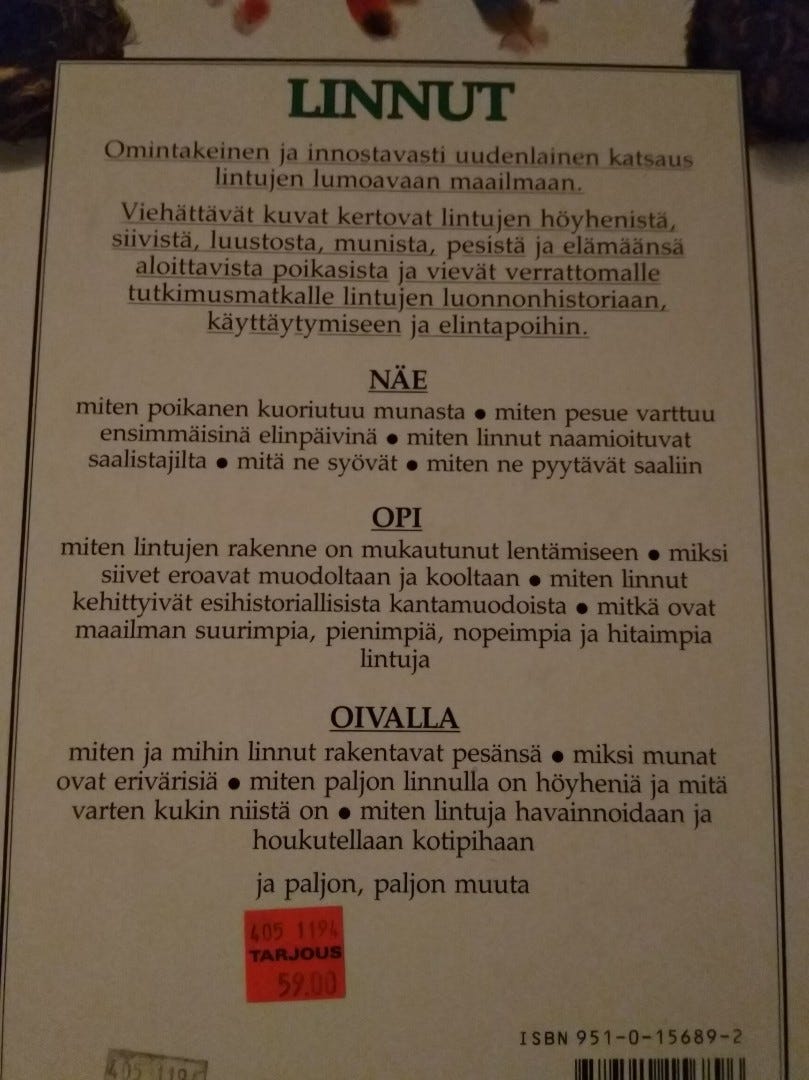 LINNUT
Omintakeinen ja innostavasti uudenlainen katsaus
lintujen lumoavaan maailmaan.
Viehättävät kuvat kertovat lintujen höyhenistä,
siivistä, luustosta, munista, pesistä ja elämäänsä
aloittavista poikasista ja vievät verrattomalle
tutkimusmatkalle lintujen luonnonhistoriaan,
käyttäytymiseen ja elintapoihin.
NÄE
miten poikanen kuoriutuu munasta ● miten pesue varttuu
ensimmäisinä elinpäivinä ● miten linnut naamioituvat
saalistajilta ● mitä ne syövät ● miten ne pyytävät saaliin
OPI
miten lintujen rakenne on mukautunut lentämiseen ● miksi
siivet eroavat muodoltaan ja kooltaan ● miten linnut
kehittyivät esihistoriallisista kantamuodoista ● mitkä ovat
maailman suurimpia, pienimpiä, nopeimpia ja hitaimpia
lintuja
OIVALLA
miten ja mihin linnut rakentavat pesänsä ● miksi munat
ovat erivärisiä ● miten paljon linnulla on höyheniä ja mitä
varten kukin niistä on ● miten lintuja havainnoidaan ja
houkutellaan kotipihaan
ja paljon, paljon muuta
405 1194
TARJOUS
59.00
ISBN 951-0-15689-2
405